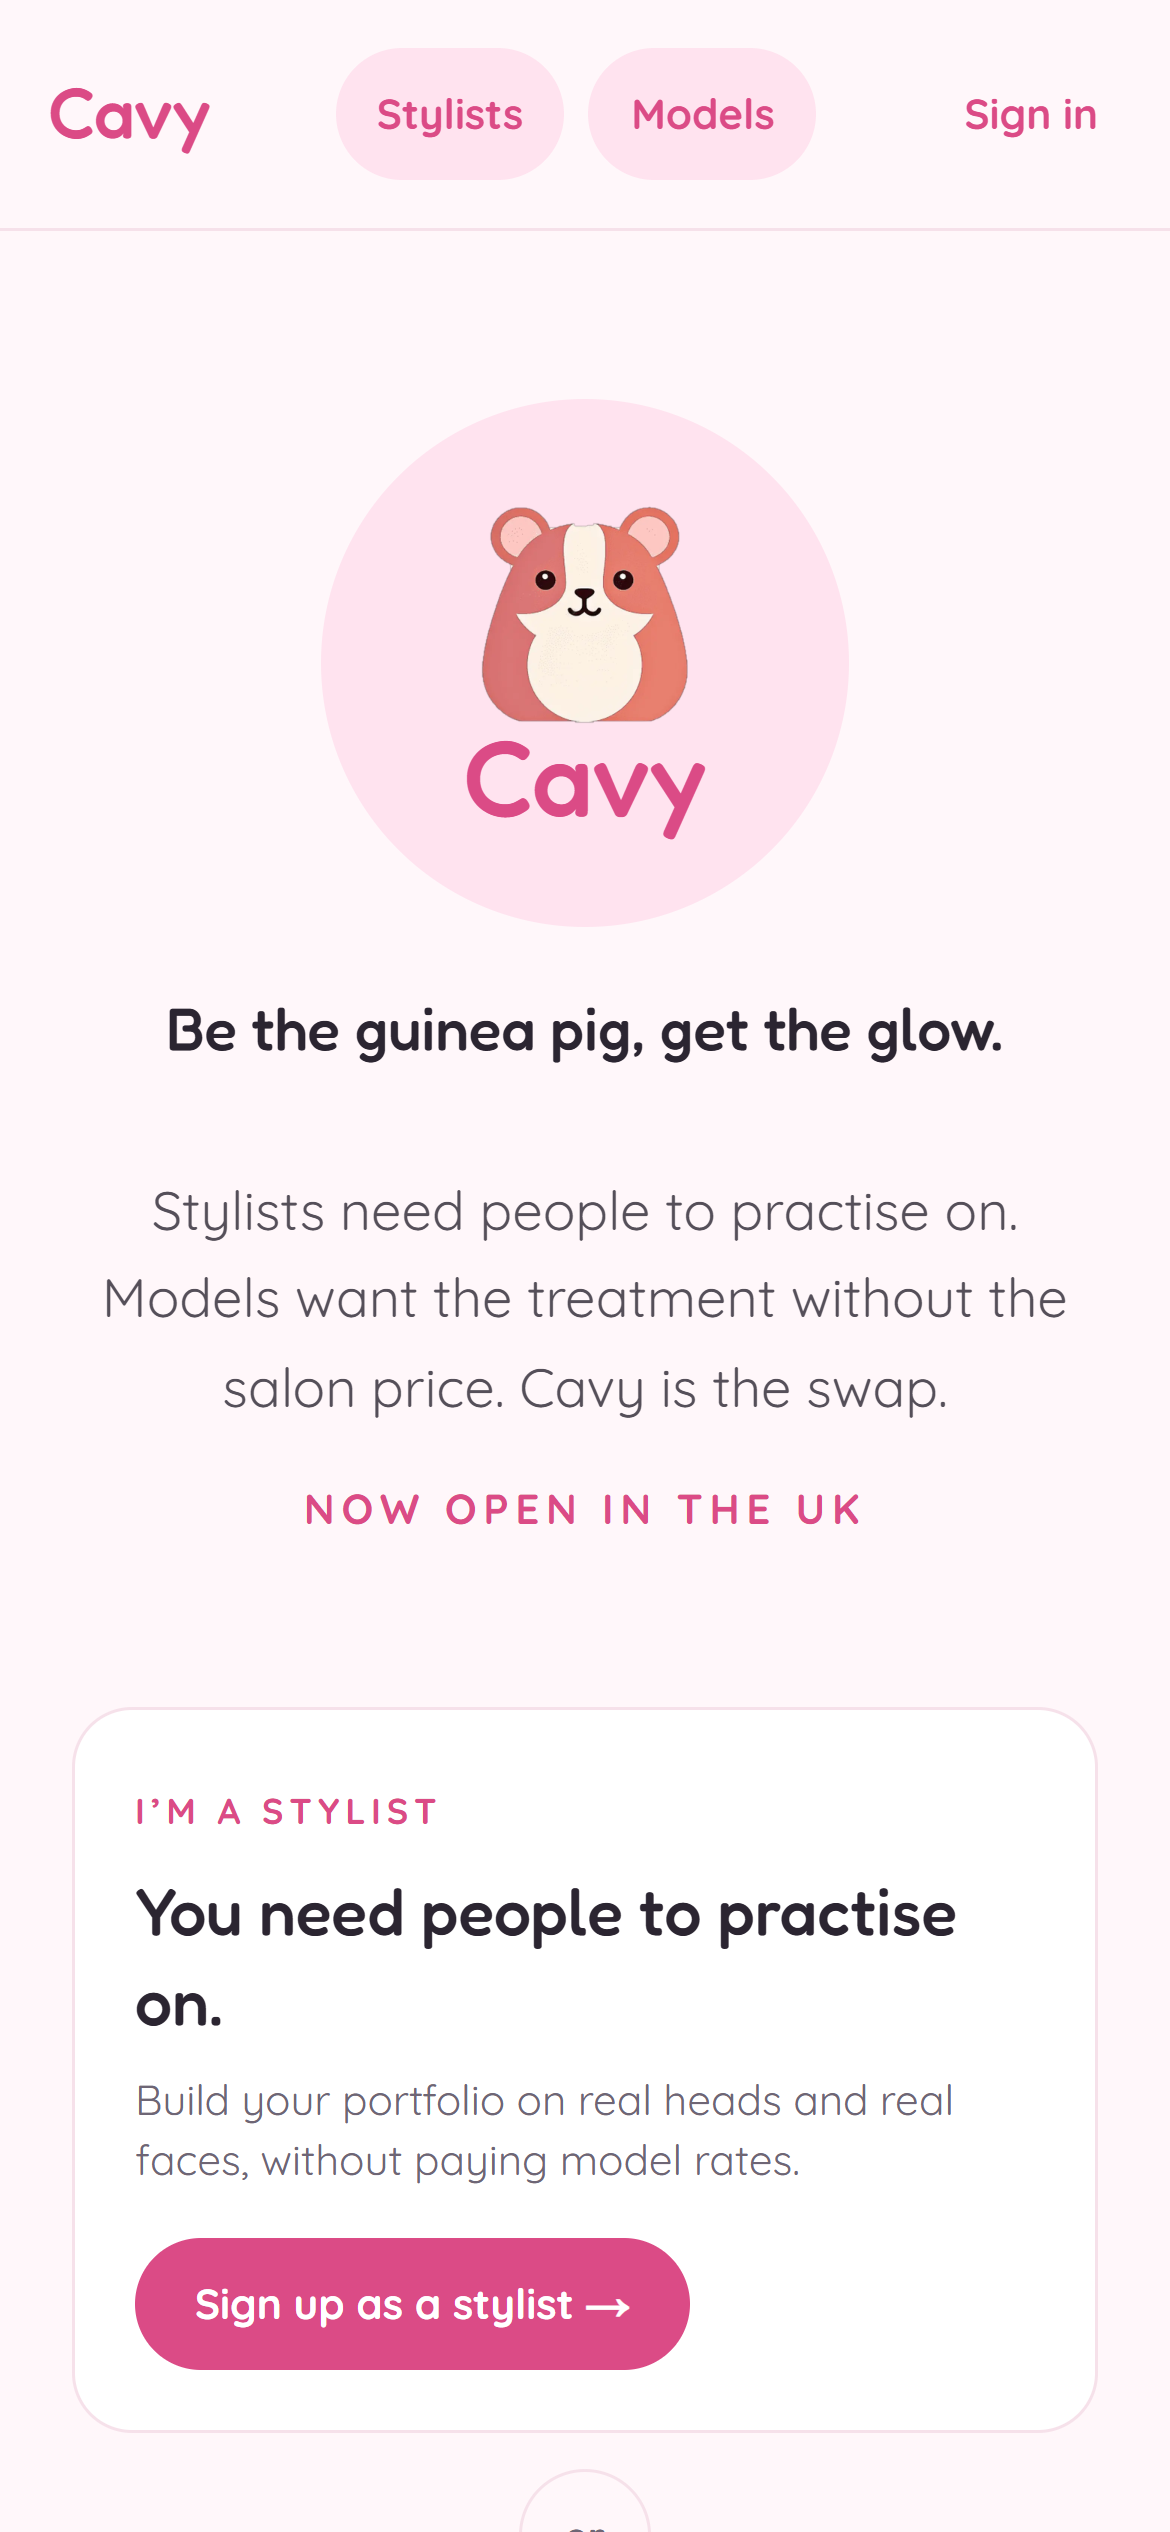 Cavy
Stylists
Models
Sign in
Cavy
Be the guinea pig, get the glow.
Stylists need people to practise on.
Models want the treatment without the
salon price. Cavy is the swap.
NOW OPEN IN THE UK
I’M A STYLIST
You need people to practise
on.
Build your portfolio on real heads and real
faces, without paying model rates.
Sign up as a stylist →